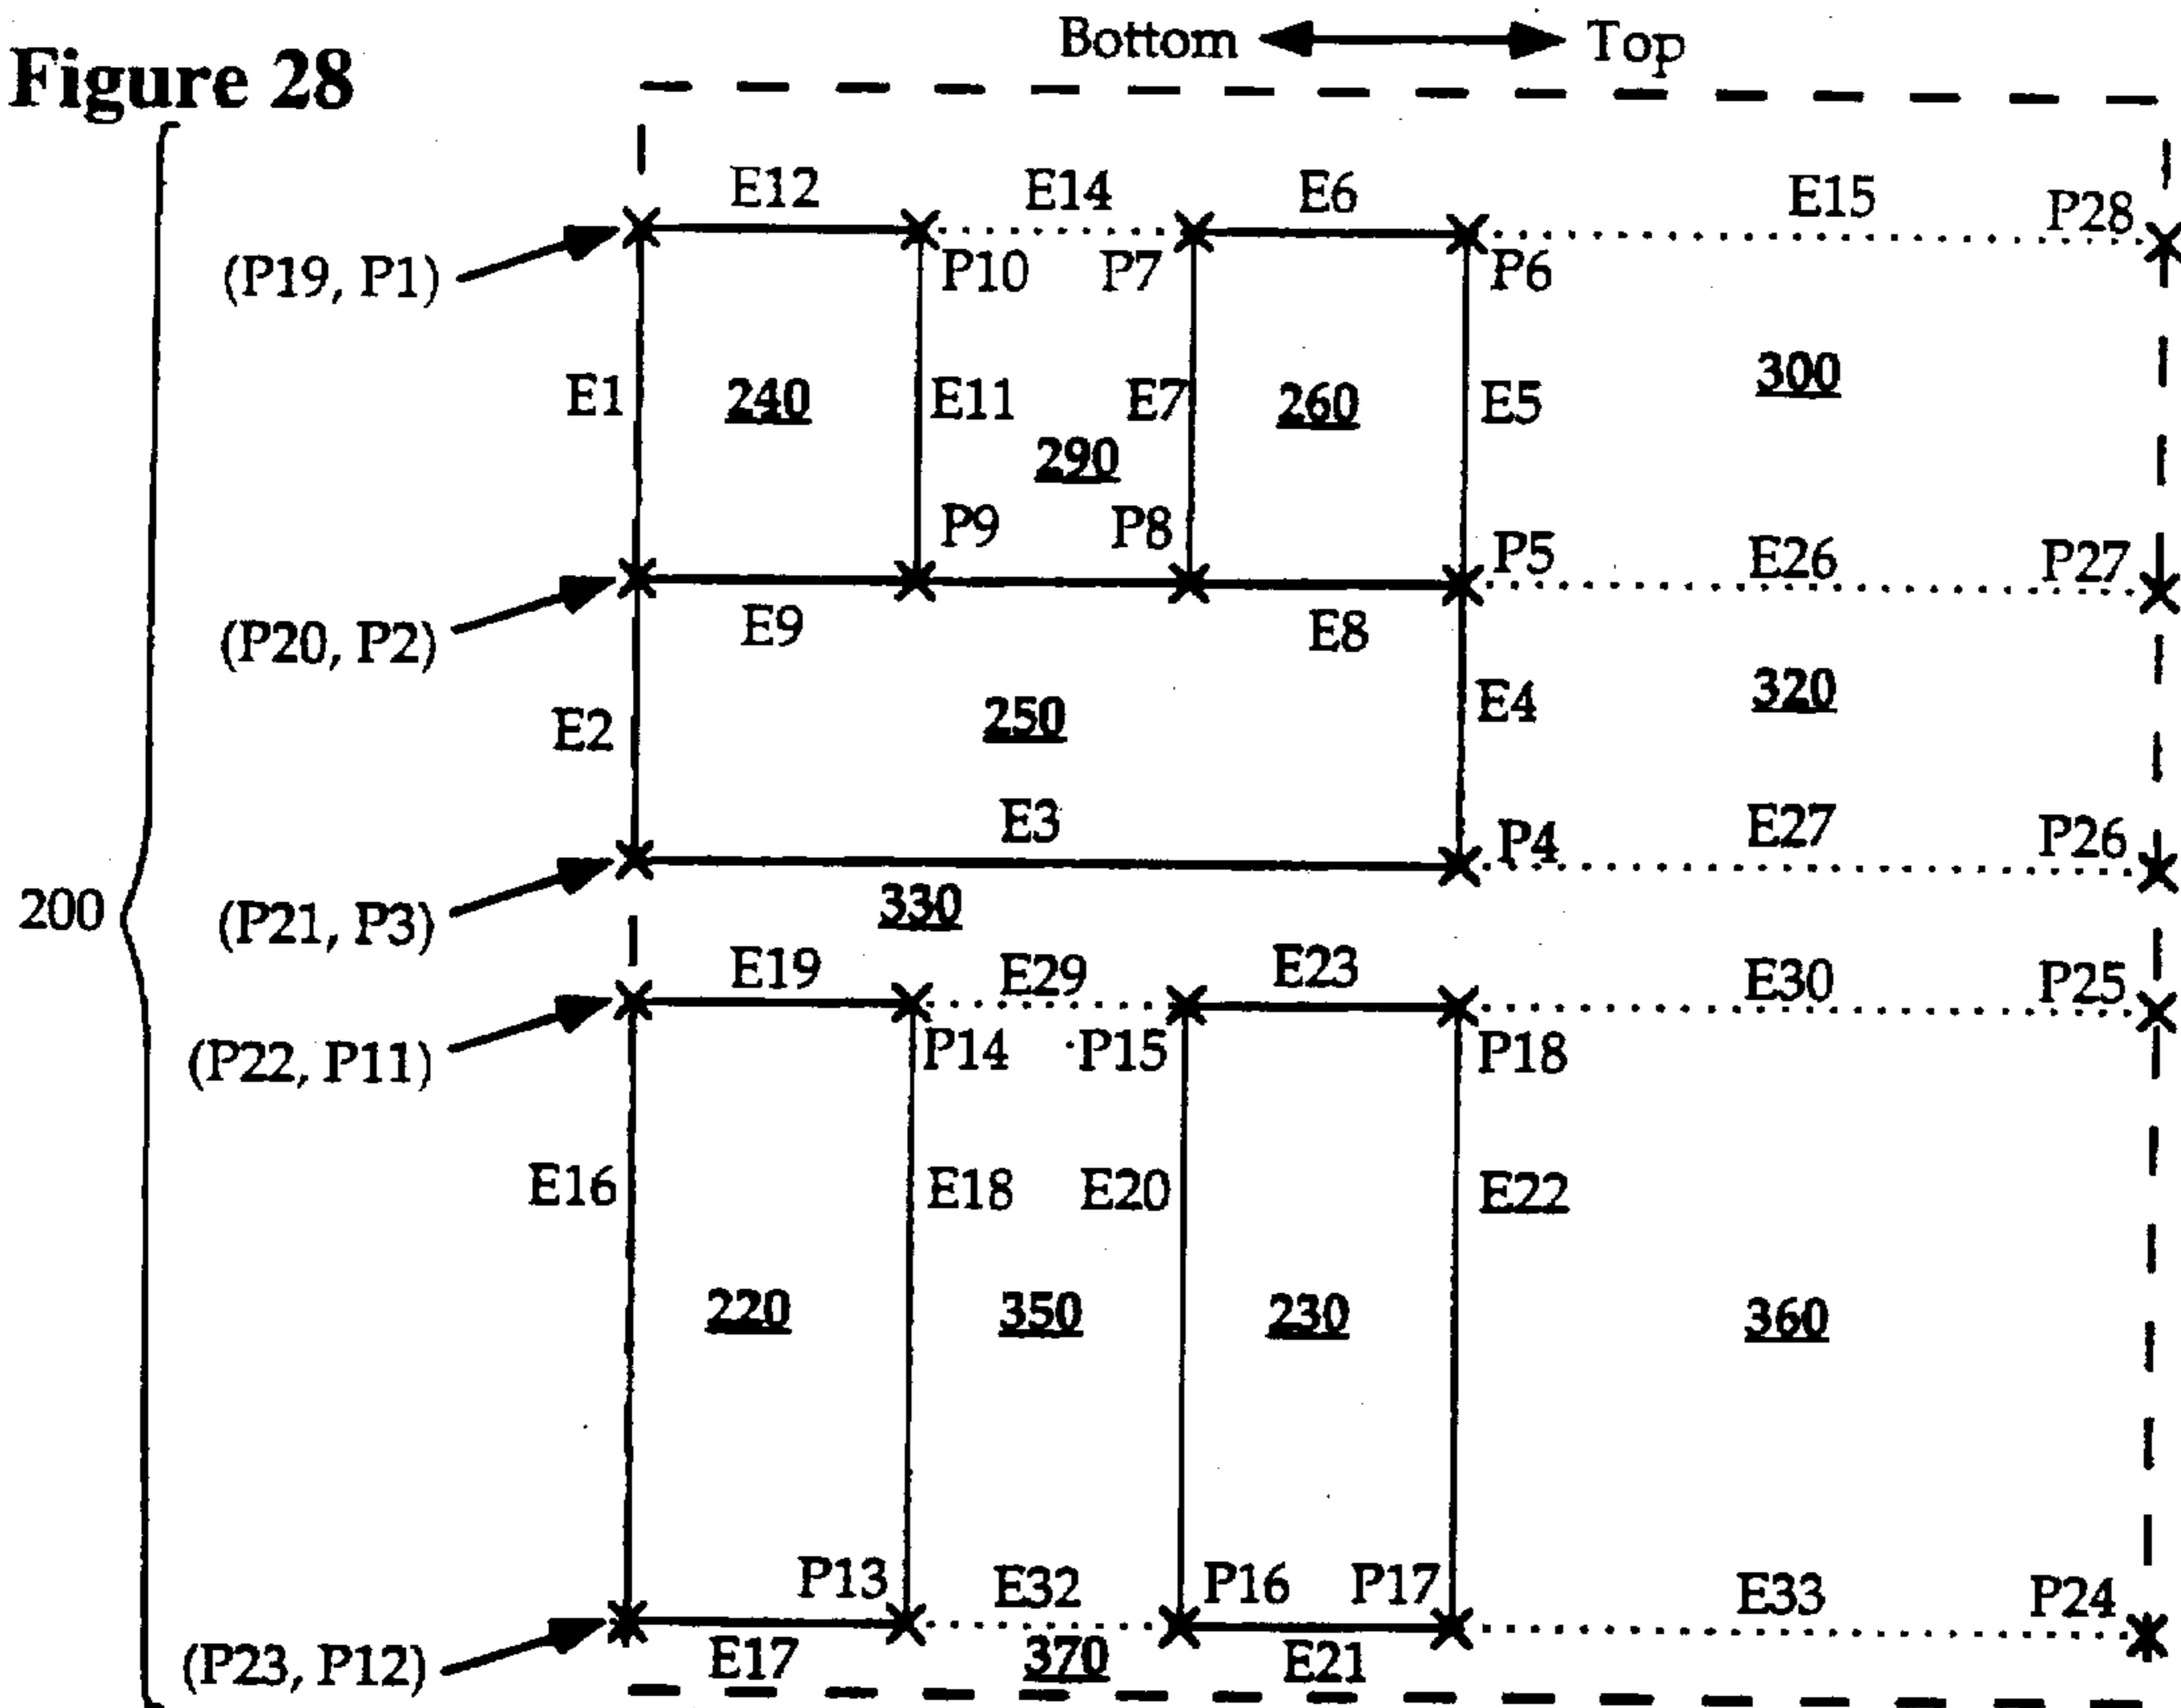 Bottom Top
Figure 28
E12 E14 E6 E15 P28
(P19, P1) P10 P7 P6
E1 240 E11 E7 260 E5 300
290
P9 P8 P5 E26 P27
(P20, P2) E9 E8
E2 250 E4 320
E3 P4 E27 P26
200 (P21, P3) 330
E19 E29 E23 E30 P25
(P22, P11) P14 P15 P18
E16 E18 E20 E22
220 350 230 360
P13 E32 P16 P17 E33 P24
(P23, P12) E17 370 E21